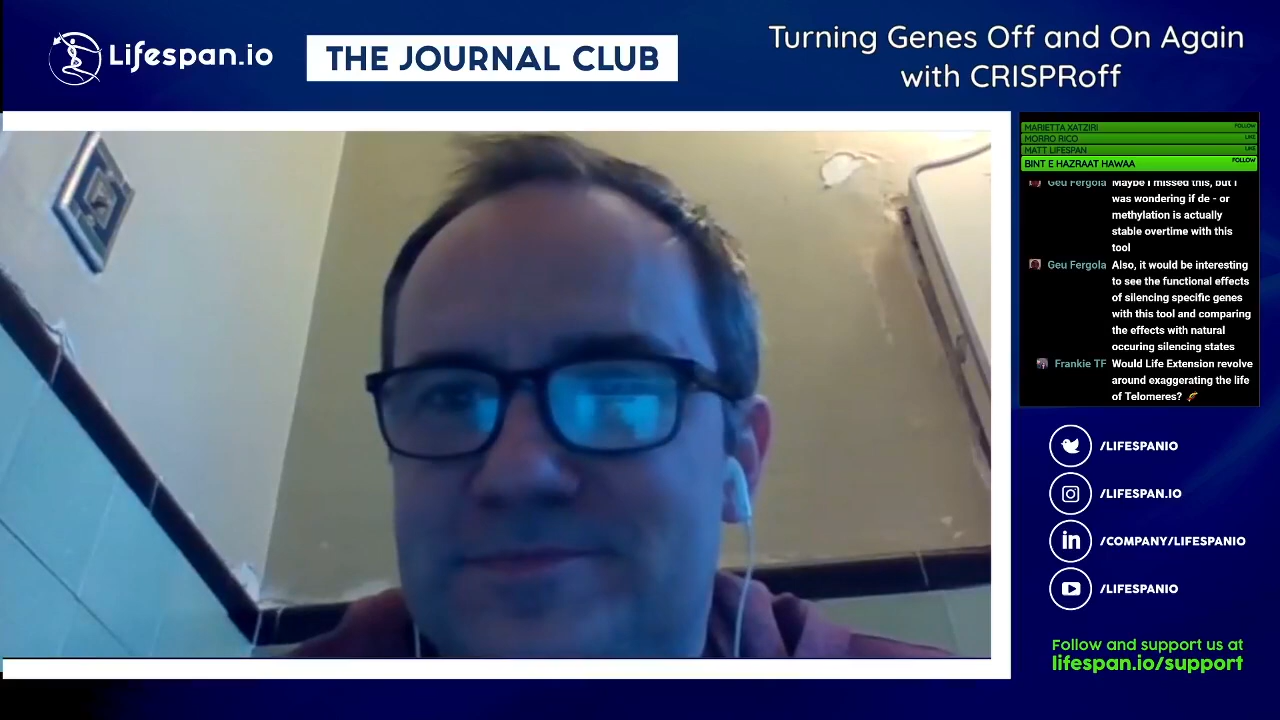 Lifespan.io
THE JOURNAL CLUB
Turning Genes Off and On Again
with CRISPRoff
MARIETTA XATZIRI FOLLOW
MORRO RICO LIKE
MATT LIFESPAN LIKE
BINT E HAZRAAT HAWAA FOLLOW
Geu Fergola Maybe I missed this, but I
was wondering if de - or
methylation is actually
stable overtime with this
tool
Geu Fergola Also, it would be interesting
to see the functional effects
of silencing specific genes
with this tool and comparing
the effects with natural
occuring silencing states
Frankie TF Would Life Extension revolve
around exaggerating the life
of Telomeres?
/LIFESPANIO
/LIFESPAN.IO
in /COMPANY/LIFESPANIO
/LIFESPANIO
Follow and support us at
lifespan.io/support